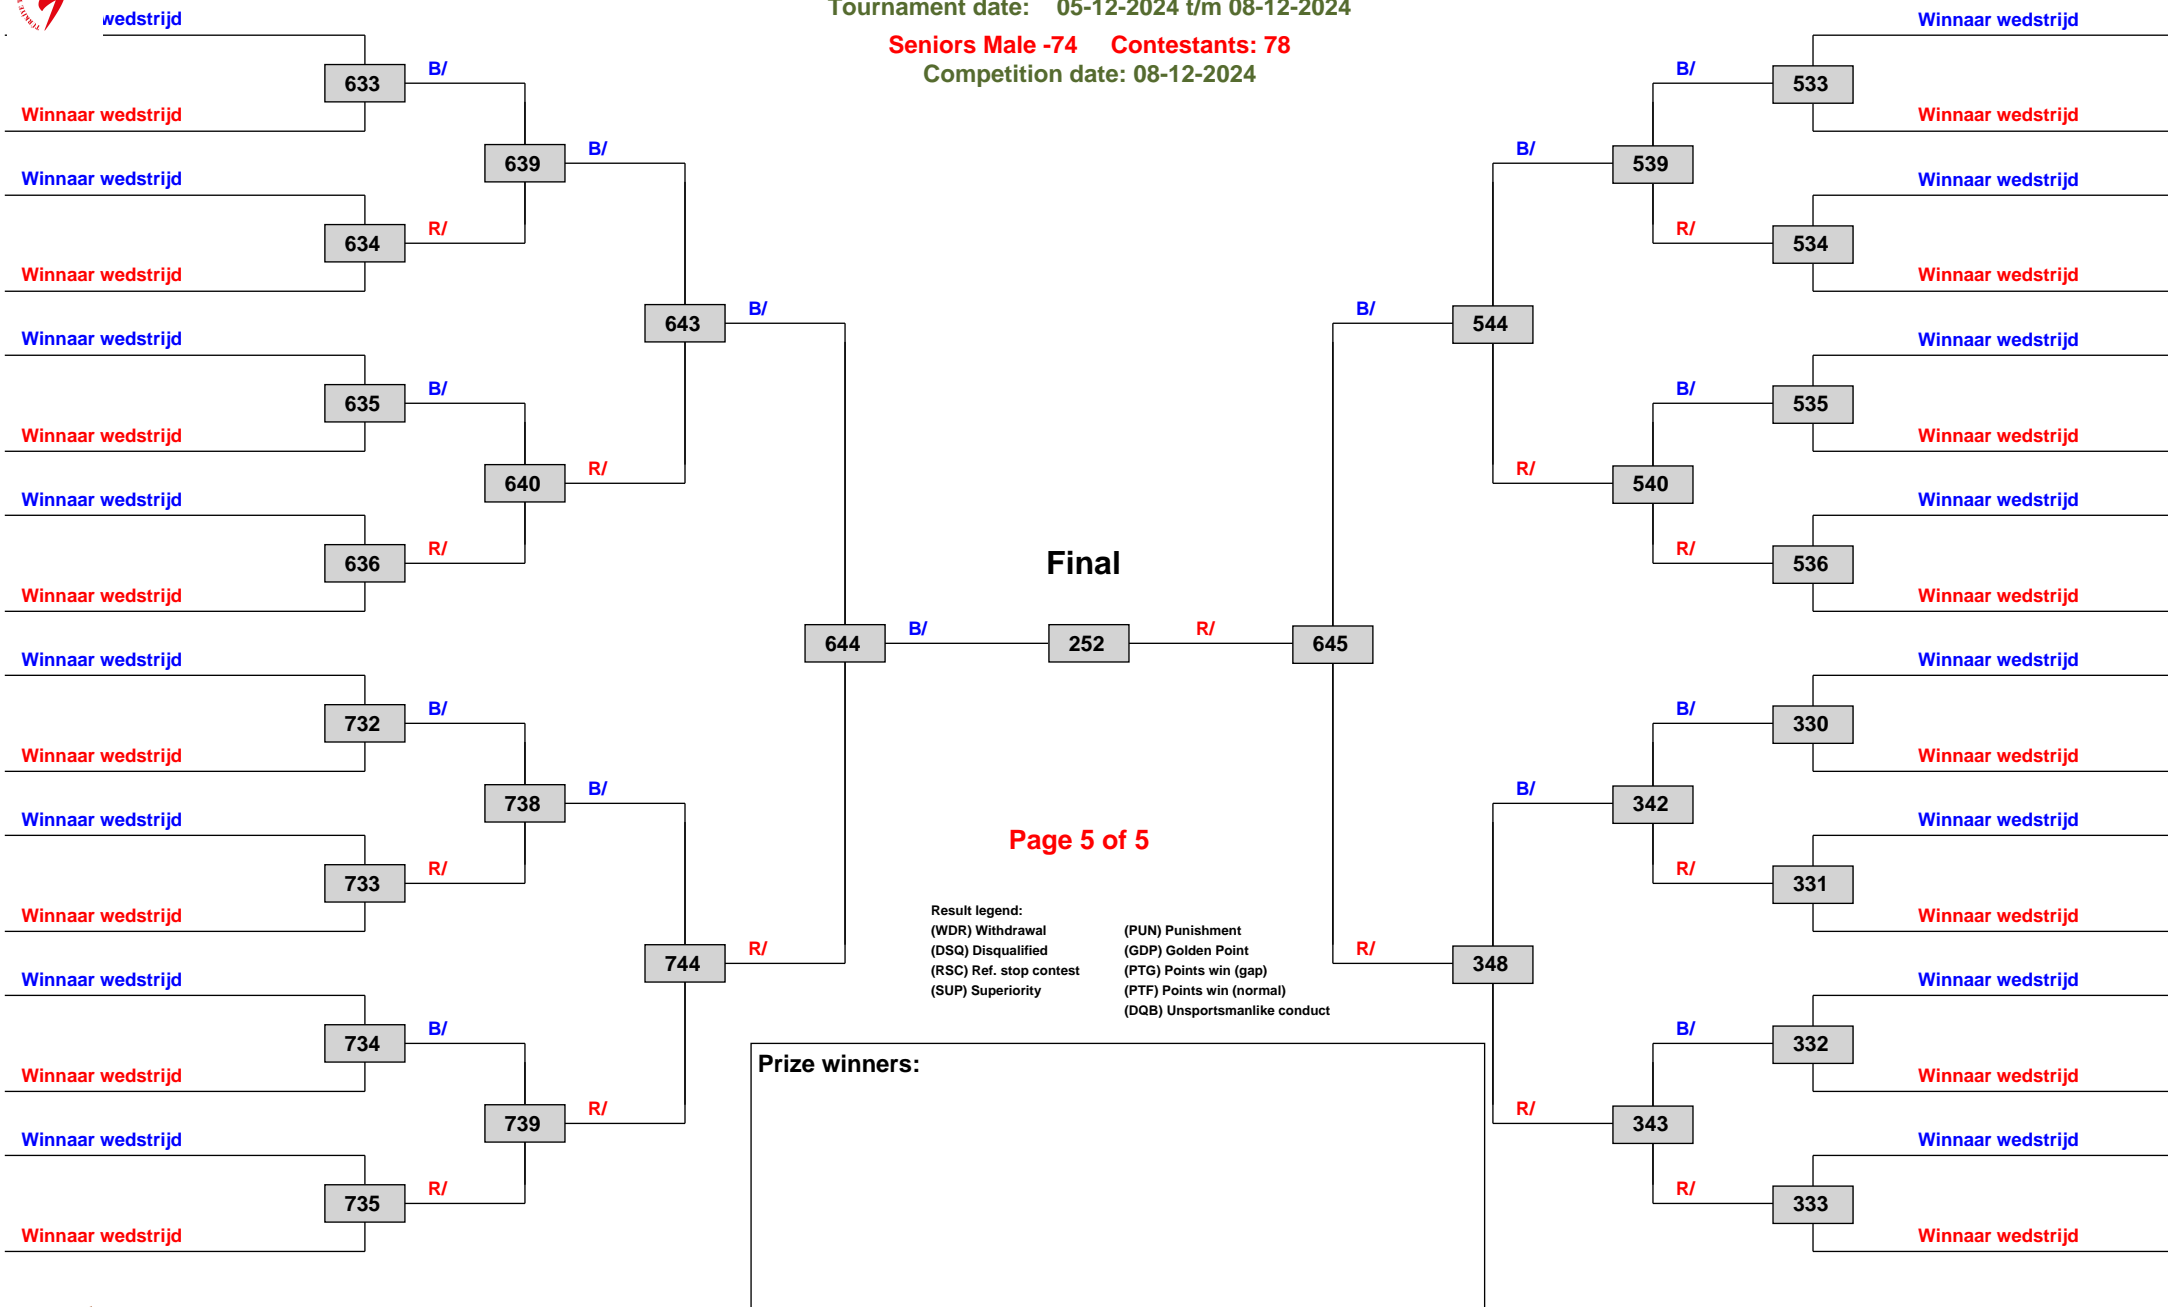 Tournament date: 05-12-2024 t/m 08-12-2024
Seniors Male -74 Contestants: 78
Competition date: 08-12-2024
wedstrijd
633
B/
Winnaar wedstrijd
639
B/
Winnaar wedstrijd
634
R/
Winnaar wedstrijd
643
B/
Winnaar wedstrijd
635
B/
Winnaar wedstrijd
640
R/
Winnaar wedstrijd
636
R/
Winnaar wedstrijd
644
B/
Winnaar wedstrijd
732
B/
Winnaar wedstrijd
738
B/
Winnaar wedstrijd
733
R/
Winnaar wedstrijd
744
R/
Winnaar wedstrijd
734
B/
Winnaar wedstrijd
739
R/
Winnaar wedstrijd
735
R/
Winnaar wedstrijd
Final
252
R/
645
Winnaar wedstrijd
B/
533
Winnaar wedstrijd
B/
539
Winnaar wedstrijd
R/
534
Winnaar wedstrijd
B/
544
Winnaar wedstrijd
B/
535
Winnaar wedstrijd
R/
540
Winnaar wedstrijd
R/
536
Winnaar wedstrijd
Winnaar wedstrijd
B/
330
Winnaar wedstrijd
B/
342
Winnaar wedstrijd
R/
331
Winnaar wedstrijd
R/
348
Winnaar wedstrijd
B/
332
Winnaar wedstrijd
R/
343
Winnaar wedstrijd
R/
333
Winnaar wedstrijd
Page 5 of 5
Result legend:
(WDR) Withdrawal (PUN) Punishment
(DSQ) Disqualified (GDP) Golden Point
(RSC) Ref. stop contest (PTG) Points win (gap)
(SUP) Superiority (PTF) Points win (normal)
(DQB) Unsportsmanlike conduct
Prize winners: